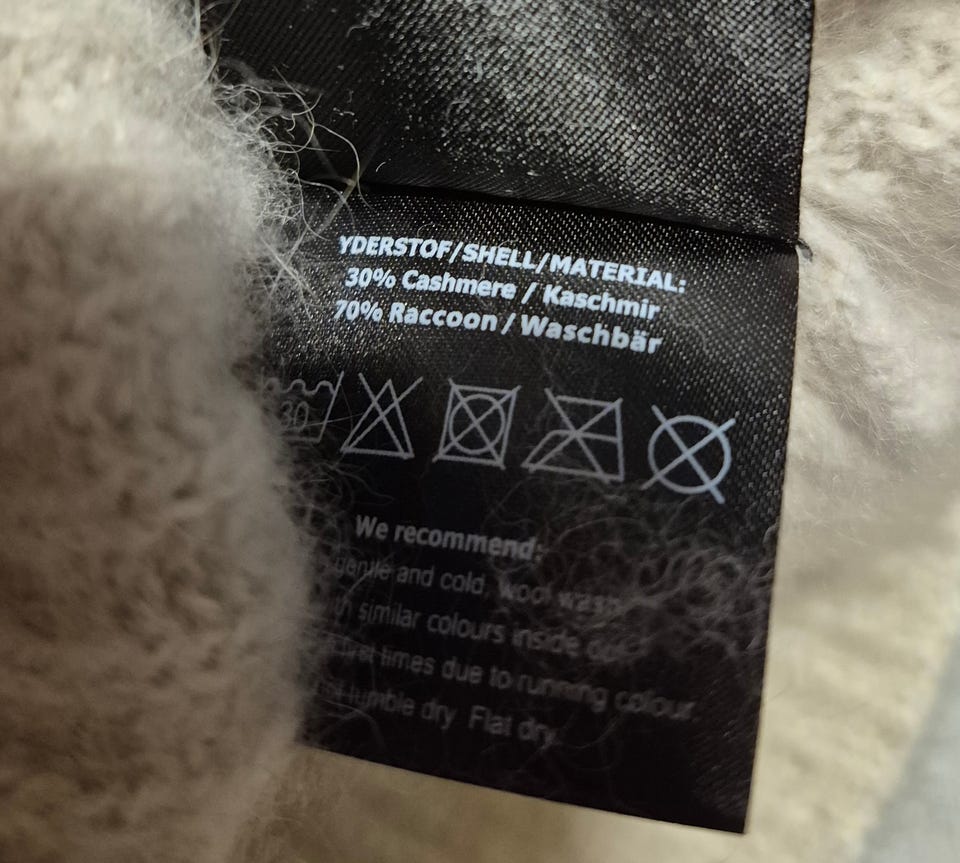 YDERSTOF/SHELL/MATERIAL:
30% Cashmere / Kaschmir
70% Raccoon / Waschbär
30
We recommend:
gentle and cold, wool wash
similar colours inside
times due to running colour.
tumble dry Flat dry